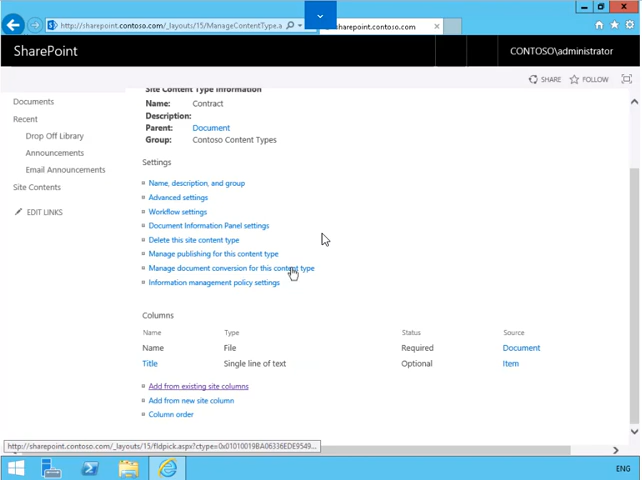 http://sharepoint.contoso.com/_layouts/15/ManageContentType.a
sharepoint.contoso.com
SharePoint
CONTOSO\administrator
SHARE
FOLLOW
Site Content Type Information
Name: Contract
Description:
Parent: Document
Group: Contoso Content Types
Documents
Recent
Drop Off Library
Announcements
Email Announcements
Site Contents
EDIT LINKS
Settings
Name, description, and group
Advanced settings
Workflow settings
Document Information Panel settings
Delete this site content type
Manage publishing for this content type
Manage document conversion for this content type
Information management policy settings
Columns
Name Type Status Source
Name File Required Document
Title Single line of text Optional Item
Add from existing site columns
Add from new site column
Column order
http://sharepoint.contoso.com/_layouts/15/fldpick.aspx?ctype=0x01010019BA06336EDE9549...
ENG